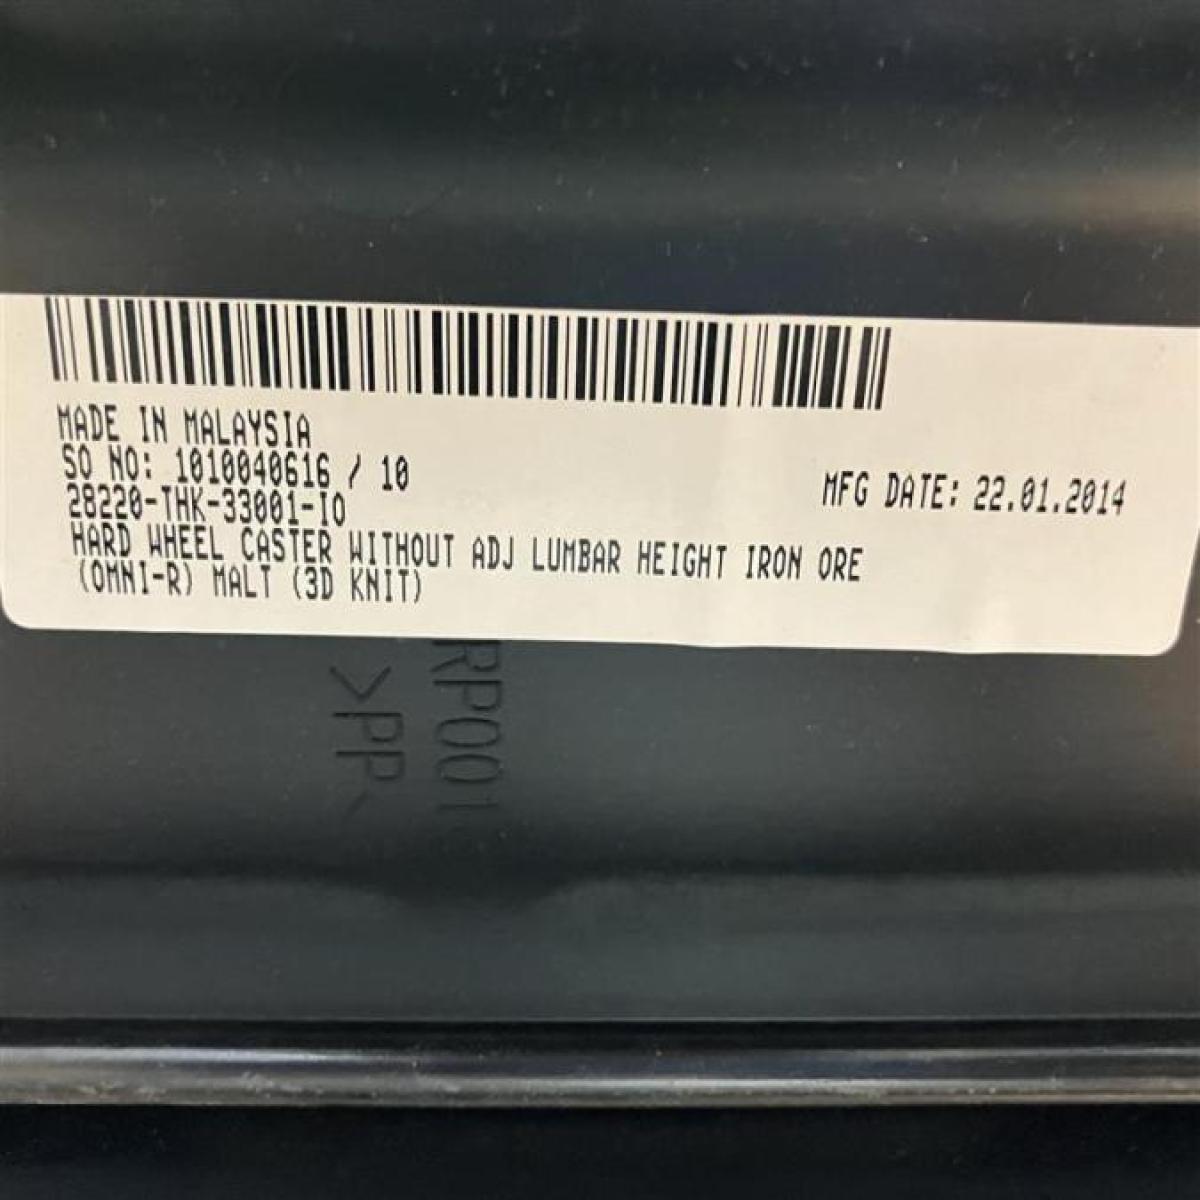 MADE IN MALAYSIA
SO NO: 1010040616 / 10
28220-THK-33001-IO
MFG DATE: 22.01.2014
HARD WHEEL CASTER WITHOUT ADJ LUMBAR HEIGHT IRON ORE
(OMNI-R) MALT (3D KNIT)
RP001
>PP<